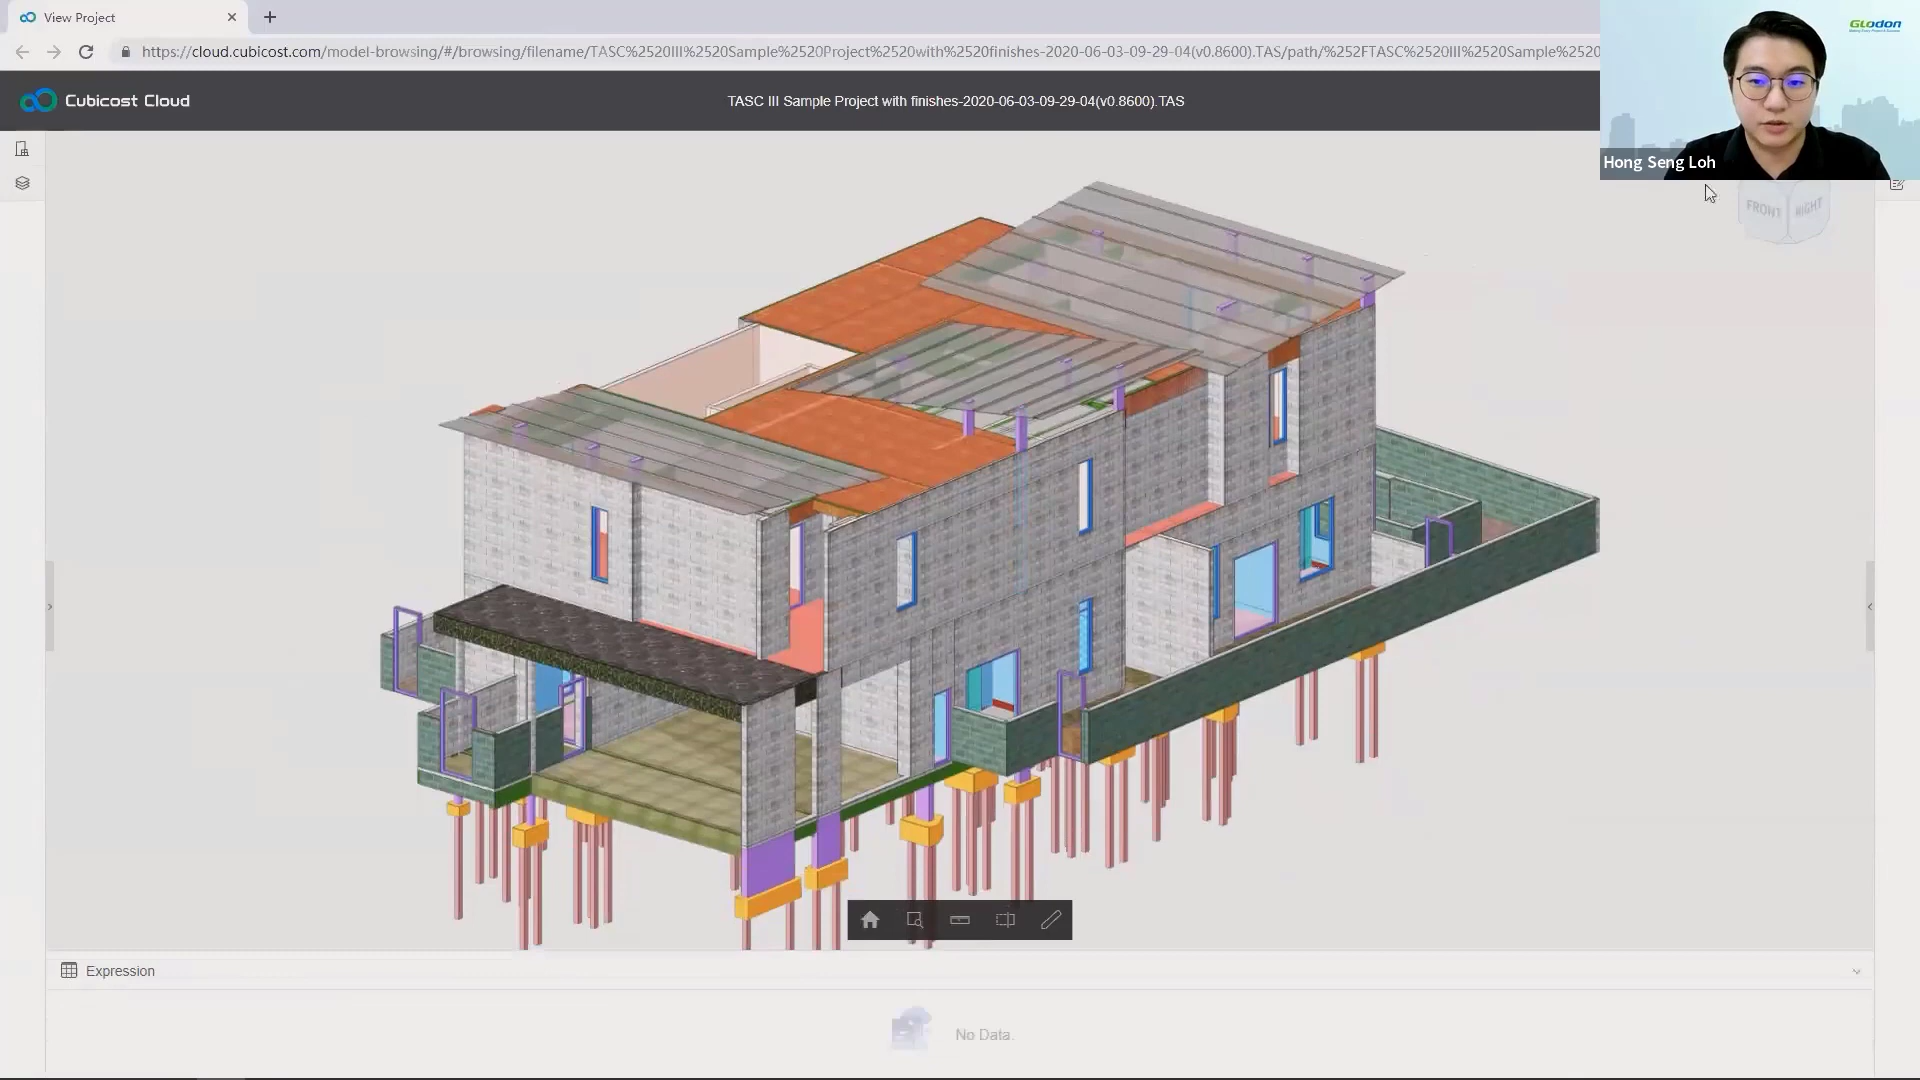 View Project
https://cloud.cubicost.com/model-browsing/#/browsing/filename/TASC%2520III%2520Sample%2520Project%2520with%2520finishes-2020-06-03-09-29-04(v0.8600).TAS/path/%252FTASC%2520III%2520Sample%2520
GLodon
Cubicost Cloud
TASC III Sample Project with finishes-2020-06-03-09-29-04(v0.8600).TAS
Hong Seng Loh
FRONT
RIGHT
Expression
No Data.